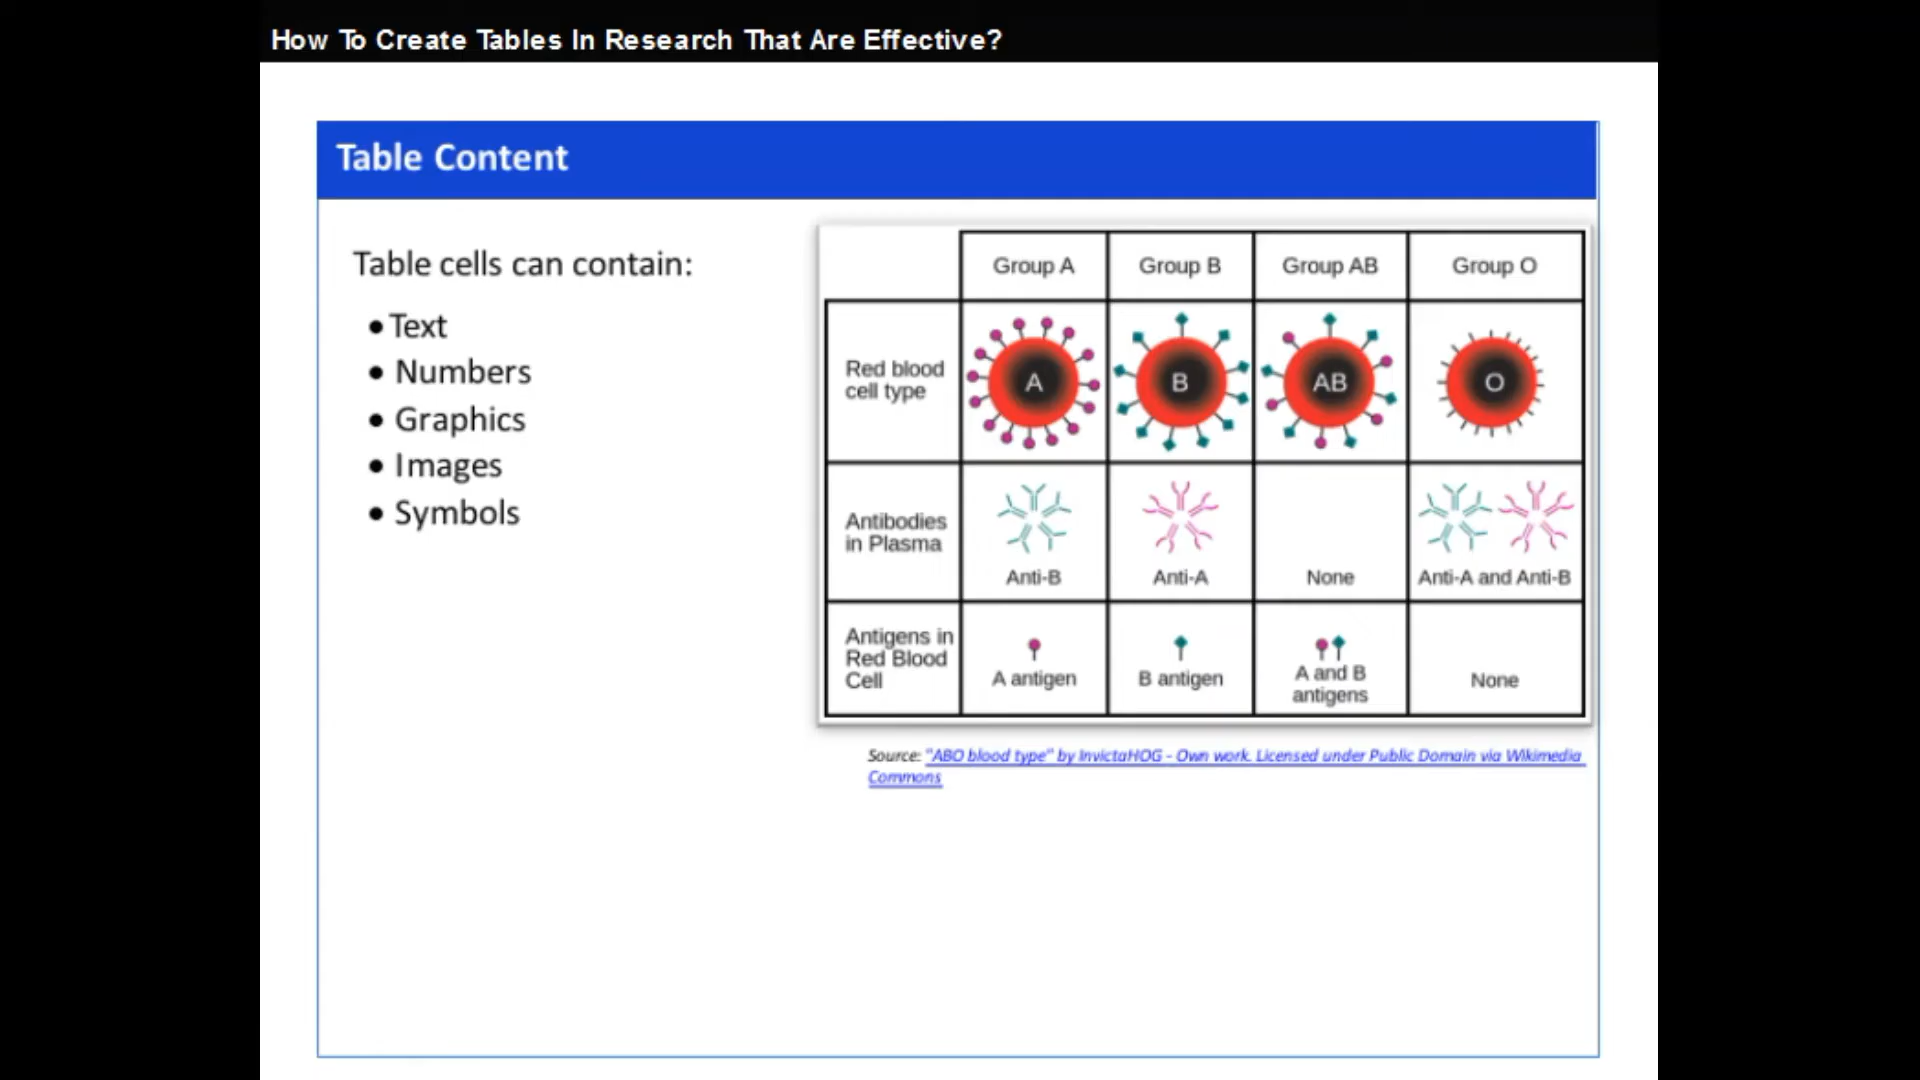 How To Create Tables In Research That Are Effective?
Table Content
Table cells can contain:
• Text
• Numbers
• Graphics
• Images
• Symbols
Group A Group B Group AB Group O
Red blood
cell type
A B AB O
Antibodies
in Plasma
Anti-B Anti-A None Anti-A and Anti-B
Antigens in
Red Blood
Cell
A antigen B antigen A and B
antigens
None
Source: "ABO blood type" by InvictaHOG - Own work. Licensed under Public Domain via Wikimedia
Commons